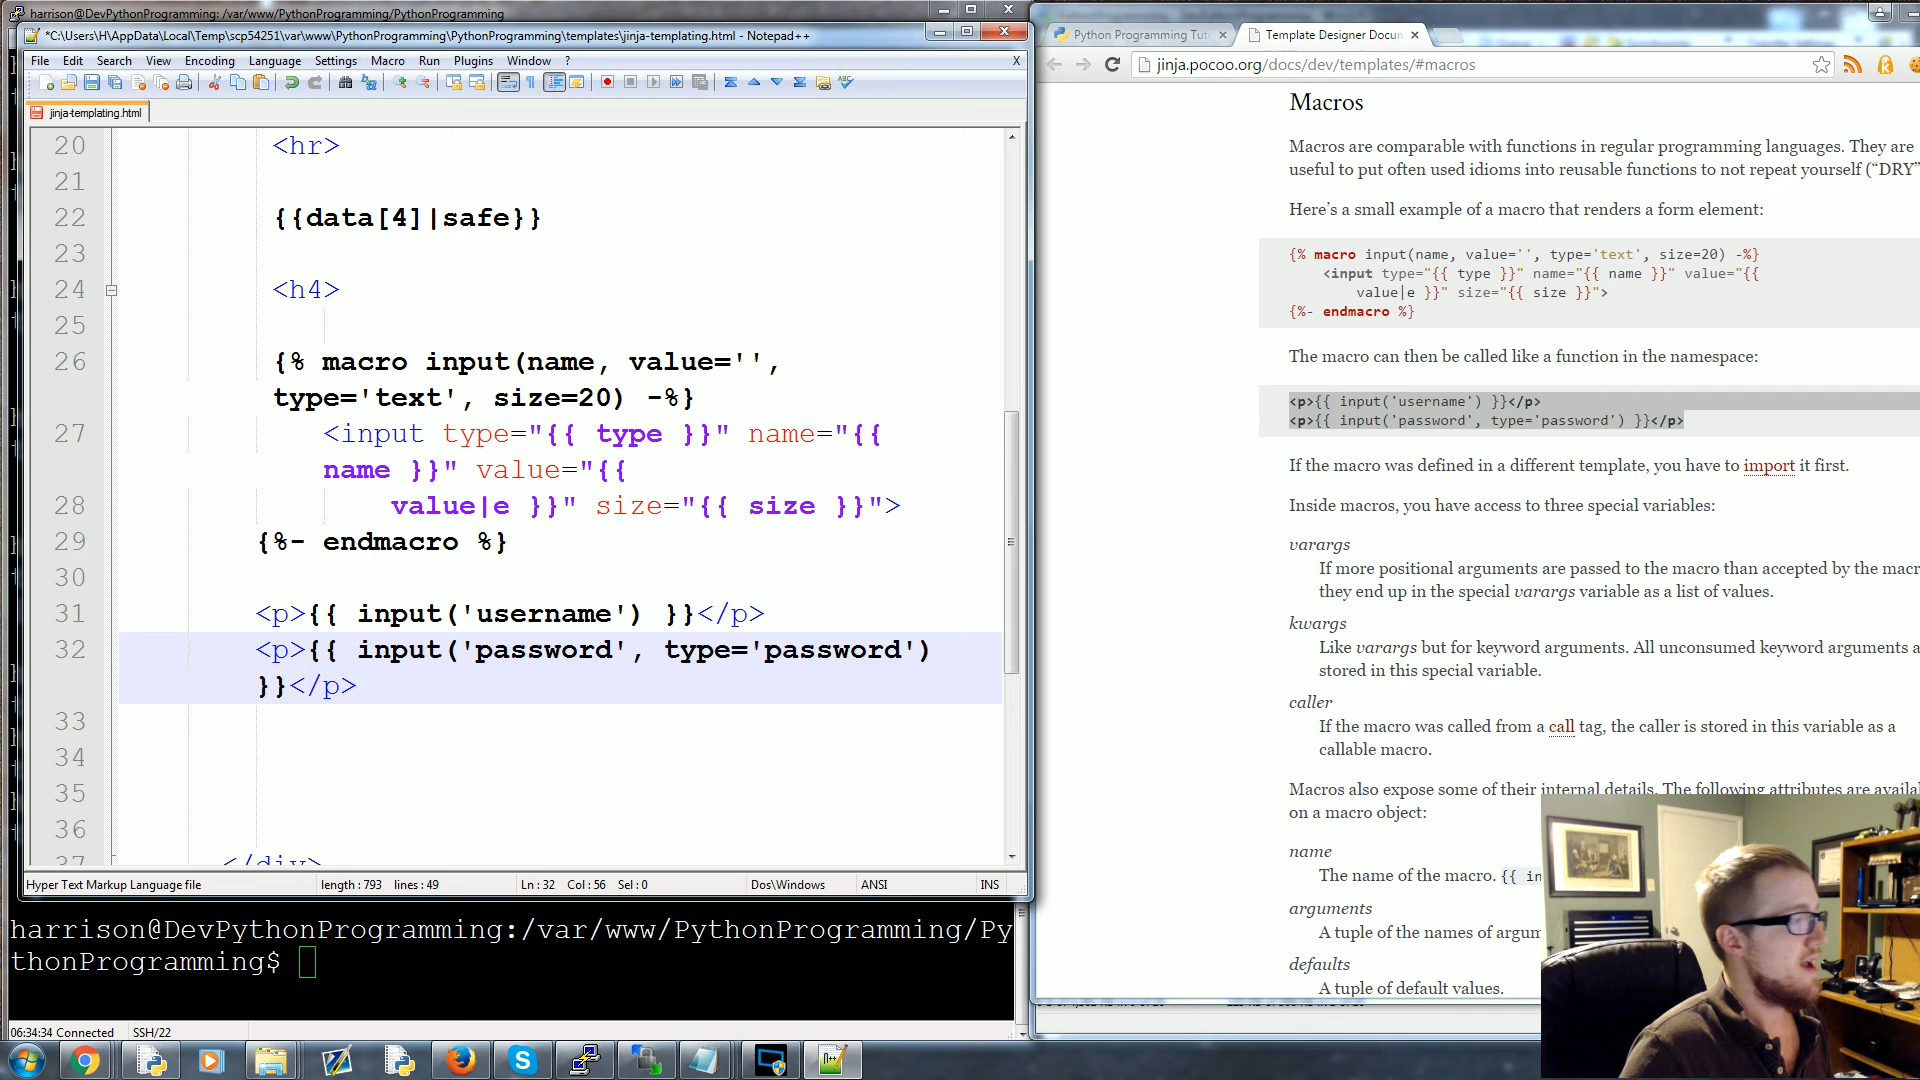 harrison@DevPythonProgramming: /var/www/PythonProgramming/PythonProgramming
*C:\Users\H\AppData\Local\Temp\scp54251\var\www\PythonProgramming\PythonProgramming\templates\jinja-templating.html - Notepad++
File Edit Search View Encoding Language Settings Macro Run Plugins Window ? X
jinja-templating.html
20 <hr>
21
22 {{data[4]|safe}}
23
24 <h4>
25
26 {% macro input(name, value='',
type='text', size=20) -%}
27 <input type="{{ type }}" name="{{
name }}" value="{{
28 value|e }}" size="{{ size }}">
29 {%- endmacro %}
30
31 <p>{{ input('username') }}</p>
32 <p>{{ input('password', type='password')
}}</p>
33
34
35
36
37 </div>
Hyper Text Markup Language file length : 793 lines : 49 Ln : 32 Col : 56 Sel : 0 Dos\Windows ANSI INS
harrison@DevPythonProgramming:/var/www/PythonProgramming/Py
thonProgramming$
06:34:34 Connected SSH/22
Python Programming Tuto
Template Designer Docum
jinja.pocoo.org/docs/dev/templates/#macros
Macros
Macros are comparable with functions in regular programming languages. They are
useful to put often used idioms into reusable functions to not repeat yourself (“DRY”
Here’s a small example of a macro that renders a form element:
{% macro input(name, value='', type='text', size=20) -%}
<input type="{{ type }}" name="{{ name }}" value="{{
value|e }}" size="{{ size }}">
{%- endmacro %}
The macro can then be called like a function in the namespace:
<p>{{ input('username') }}</p>
<p>{{ input('password', type='password') }}</p>
If the macro was defined in a different template, you have to import it first.
Inside macros, you have access to three special variables:
varargs
If more positional arguments are passed to the macro than accepted by the macr
they end up in the special varargs variable as a list of values.
kwargs
Like varargs but for keyword arguments. All unconsumed keyword arguments a
stored in this special variable.
caller
If the macro was called from a call tag, the caller is stored in this variable as a
callable macro.
Macros also expose some of their internal details. The following attributes are availa
on a macro object:
name
The name of the macro. {{ in
arguments
A tuple of the names of argum
defaults
A tuple of default values.